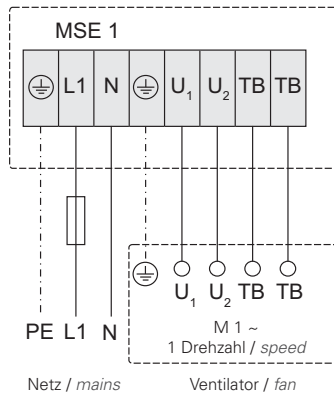 MSE 1
L1 N U₁ U₂ TB TB
U₁ U₂ TB TB
PE L1 N
M 1 ~
1 Drehzahl / speed
Netz / mains Ventilator / fan